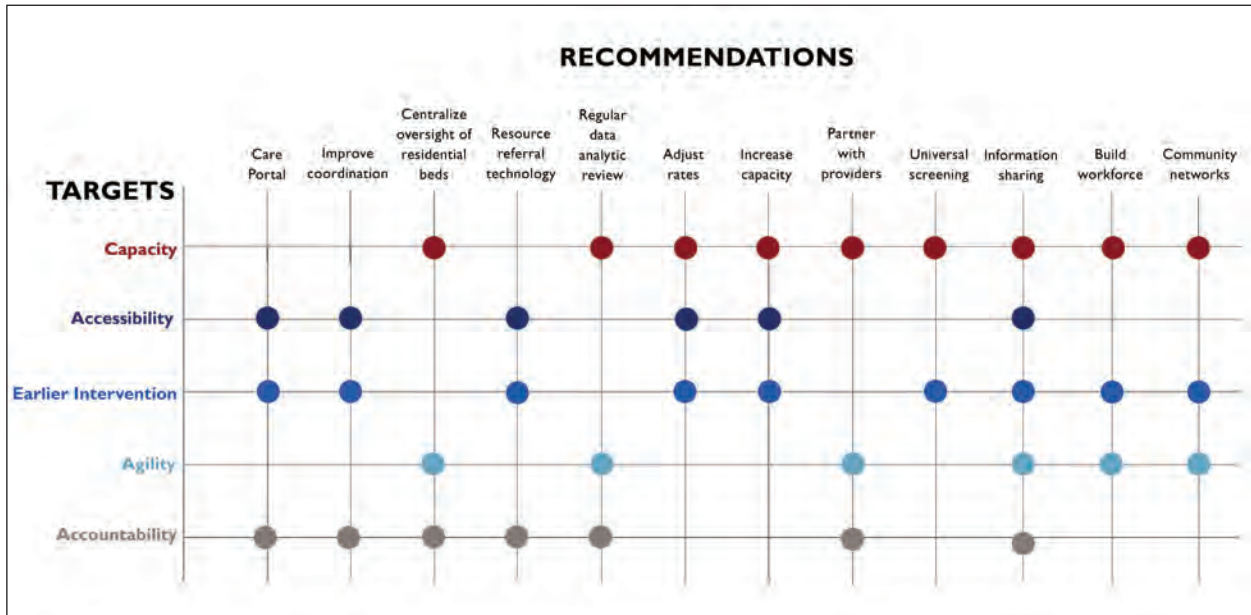 RECOMMENDATIONS
Centralize
oversight of
residential
beds
Regular
data
analytic
review
Care
Portal
Improve
coordination
Resource
referral
technology
Adjust
rates
Increase
capacity
Partner
with
providers
Universal
screening
Information
sharing
Build
workforce
Community
networks
TARGETS
Capacity
Accessibility
Earlier Intervention
Agility
Accountability